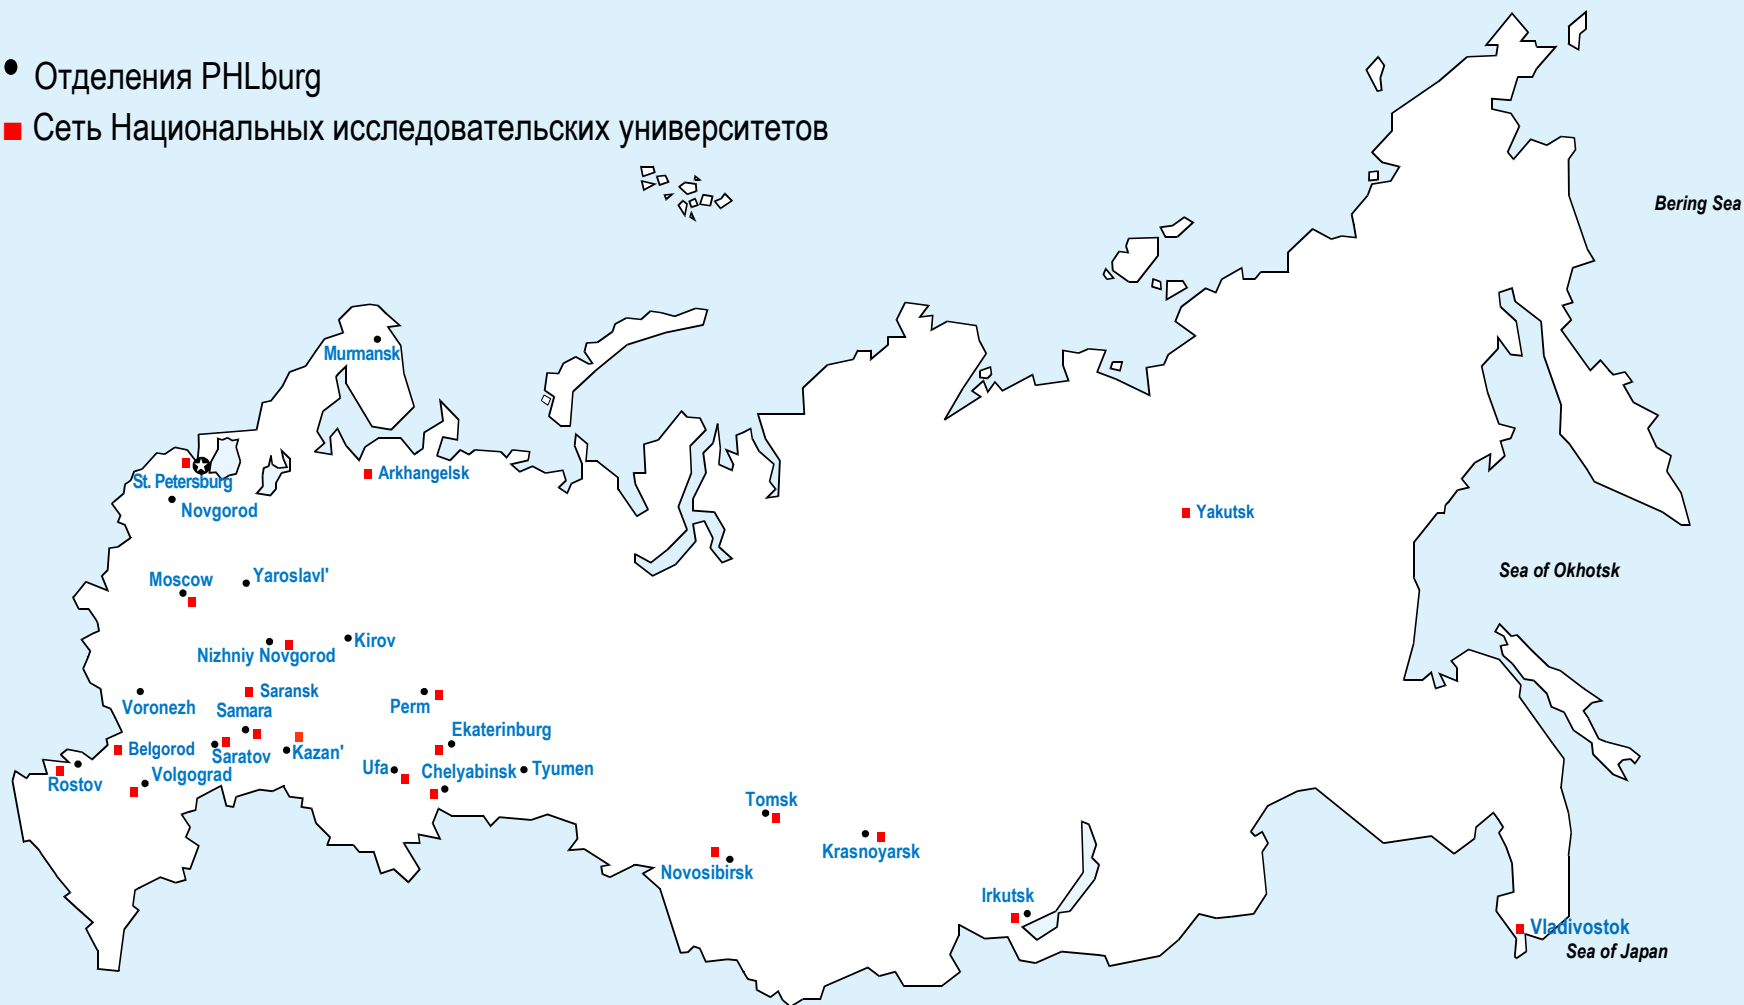 Отделения PHLburg
Сеть Национальных исследовательских университетов
Bering Sea
Murmansk
Arkhangelsk
St. Petersburg
Novgorod
Yakutsk
Sea of Okhotsk
Moscow
Yaroslavl'
Kirov
Nizhniy Novgorod
Saransk
Voronezh
Samara
Perm
Ekaterinburg
Belgorod
Saratov
Kazan'
Ufa
Chelyabinsk
Tyumen
Rostov
Volgograd
Tomsk
Krasnoyarsk
Novosibirsk
Irkutsk
Vladivostok
Sea of Japan